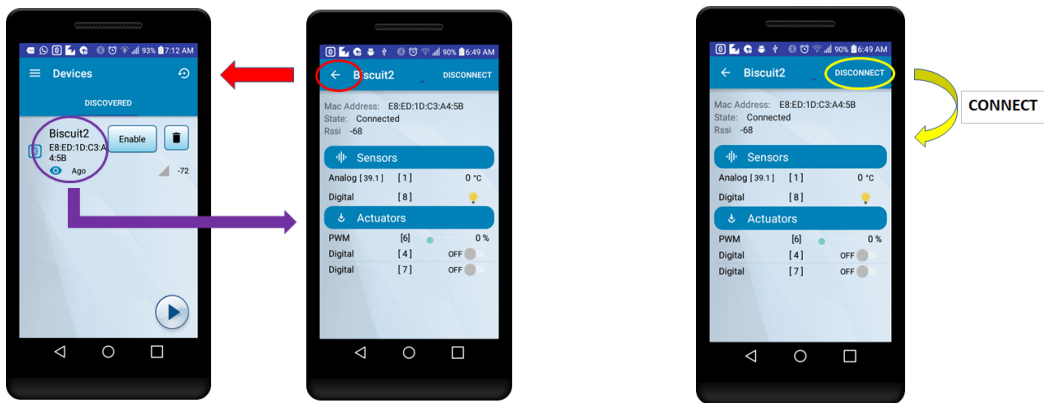 93% 7:12 AM
Devices
DISCOVERED
Biscuit2
E8:ED:1D:C3:A
4:5B
Enable
Ago
-72
90% 6:49 AM
Biscuit2
DISCONNECT
Mac Address: E8:ED:1D:C3:A4:5B
State: Connected
Rssi -68
Sensors
Analog [ 39.1 ] [ 1 ] 0 °C
Digital [ 8 ]
Actuators
PWM [6] 0 %
Digital [ 4 ] OFF
Digital [ 7 ] OFF
90% 6:49 AM
Biscuit2
DISCONNECT
Mac Address: E8:ED:1D:C3:A4:5B
State: Connected
Rssi -68
Sensors
Analog [ 39.1 ] [ 1 ] 0 °C
Digital [ 8 ]
Actuators
PWM [6] 0 %
Digital [ 4 ] OFF
Digital [ 7 ] OFF
CONNECT